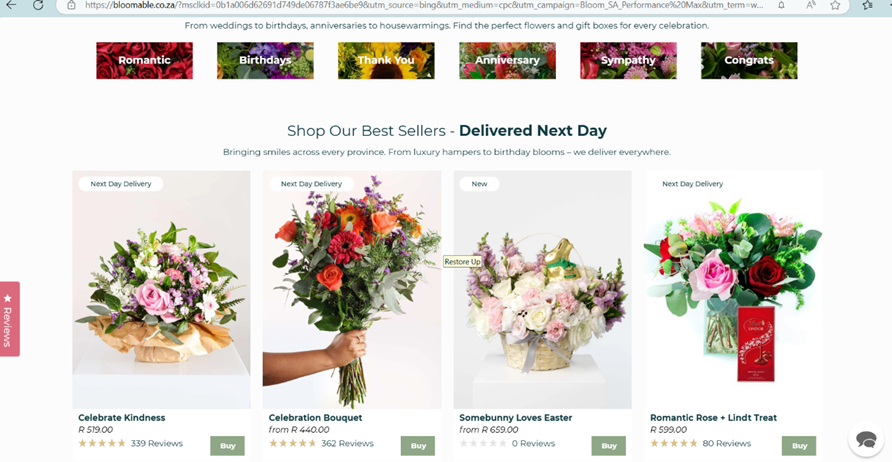 https://bloomable.co.za/?msclkid=0b1a006d62691d749de06787f3ae6be9&utm_source=bing&utm_medium=cpc&utm_campaign=Bloom_SA_Performance%20Max&utm_term=w...
From weddings to birthdays, anniversaries to housewarmings. Find the perfect flowers and gift boxes for every celebration.
Romantic
Birthdays
Thank You
Anniversary
Sympathy
Congrats
Shop Our Best Sellers - Delivered Next Day
Bringing smiles across every province. From luxury hampers to birthday blooms – we deliver everywhere.
Next Day Delivery
Next Day Delivery
New
Next Day Delivery
Restore Up
Reviews
LINDOR
Celebrate Kindness
R 519.00
339 Reviews
Buy
Celebration Bouquet
from R 440.00
362 Reviews
Buy
Somebunny Loves Easter
from R 659.00
0 Reviews
Buy
Romantic Rose + Lindt Treat
R 599.00
80 Reviews
Buy